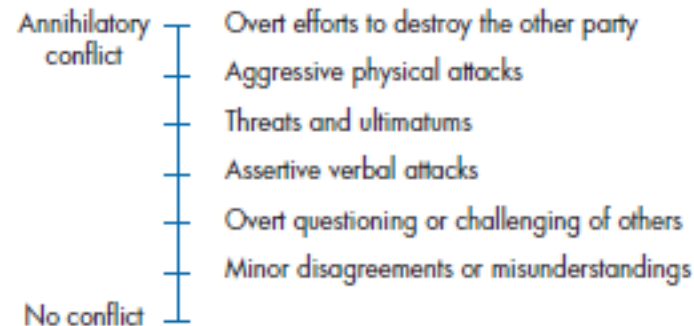 Annihilatory
conflict
Overt efforts to destroy the other party
Aggressive physical attacks
Threats and ultimatums
Assertive verbal attacks
Overt questioning or challenging of others
Minor disagreements or misunderstandings
No conflict